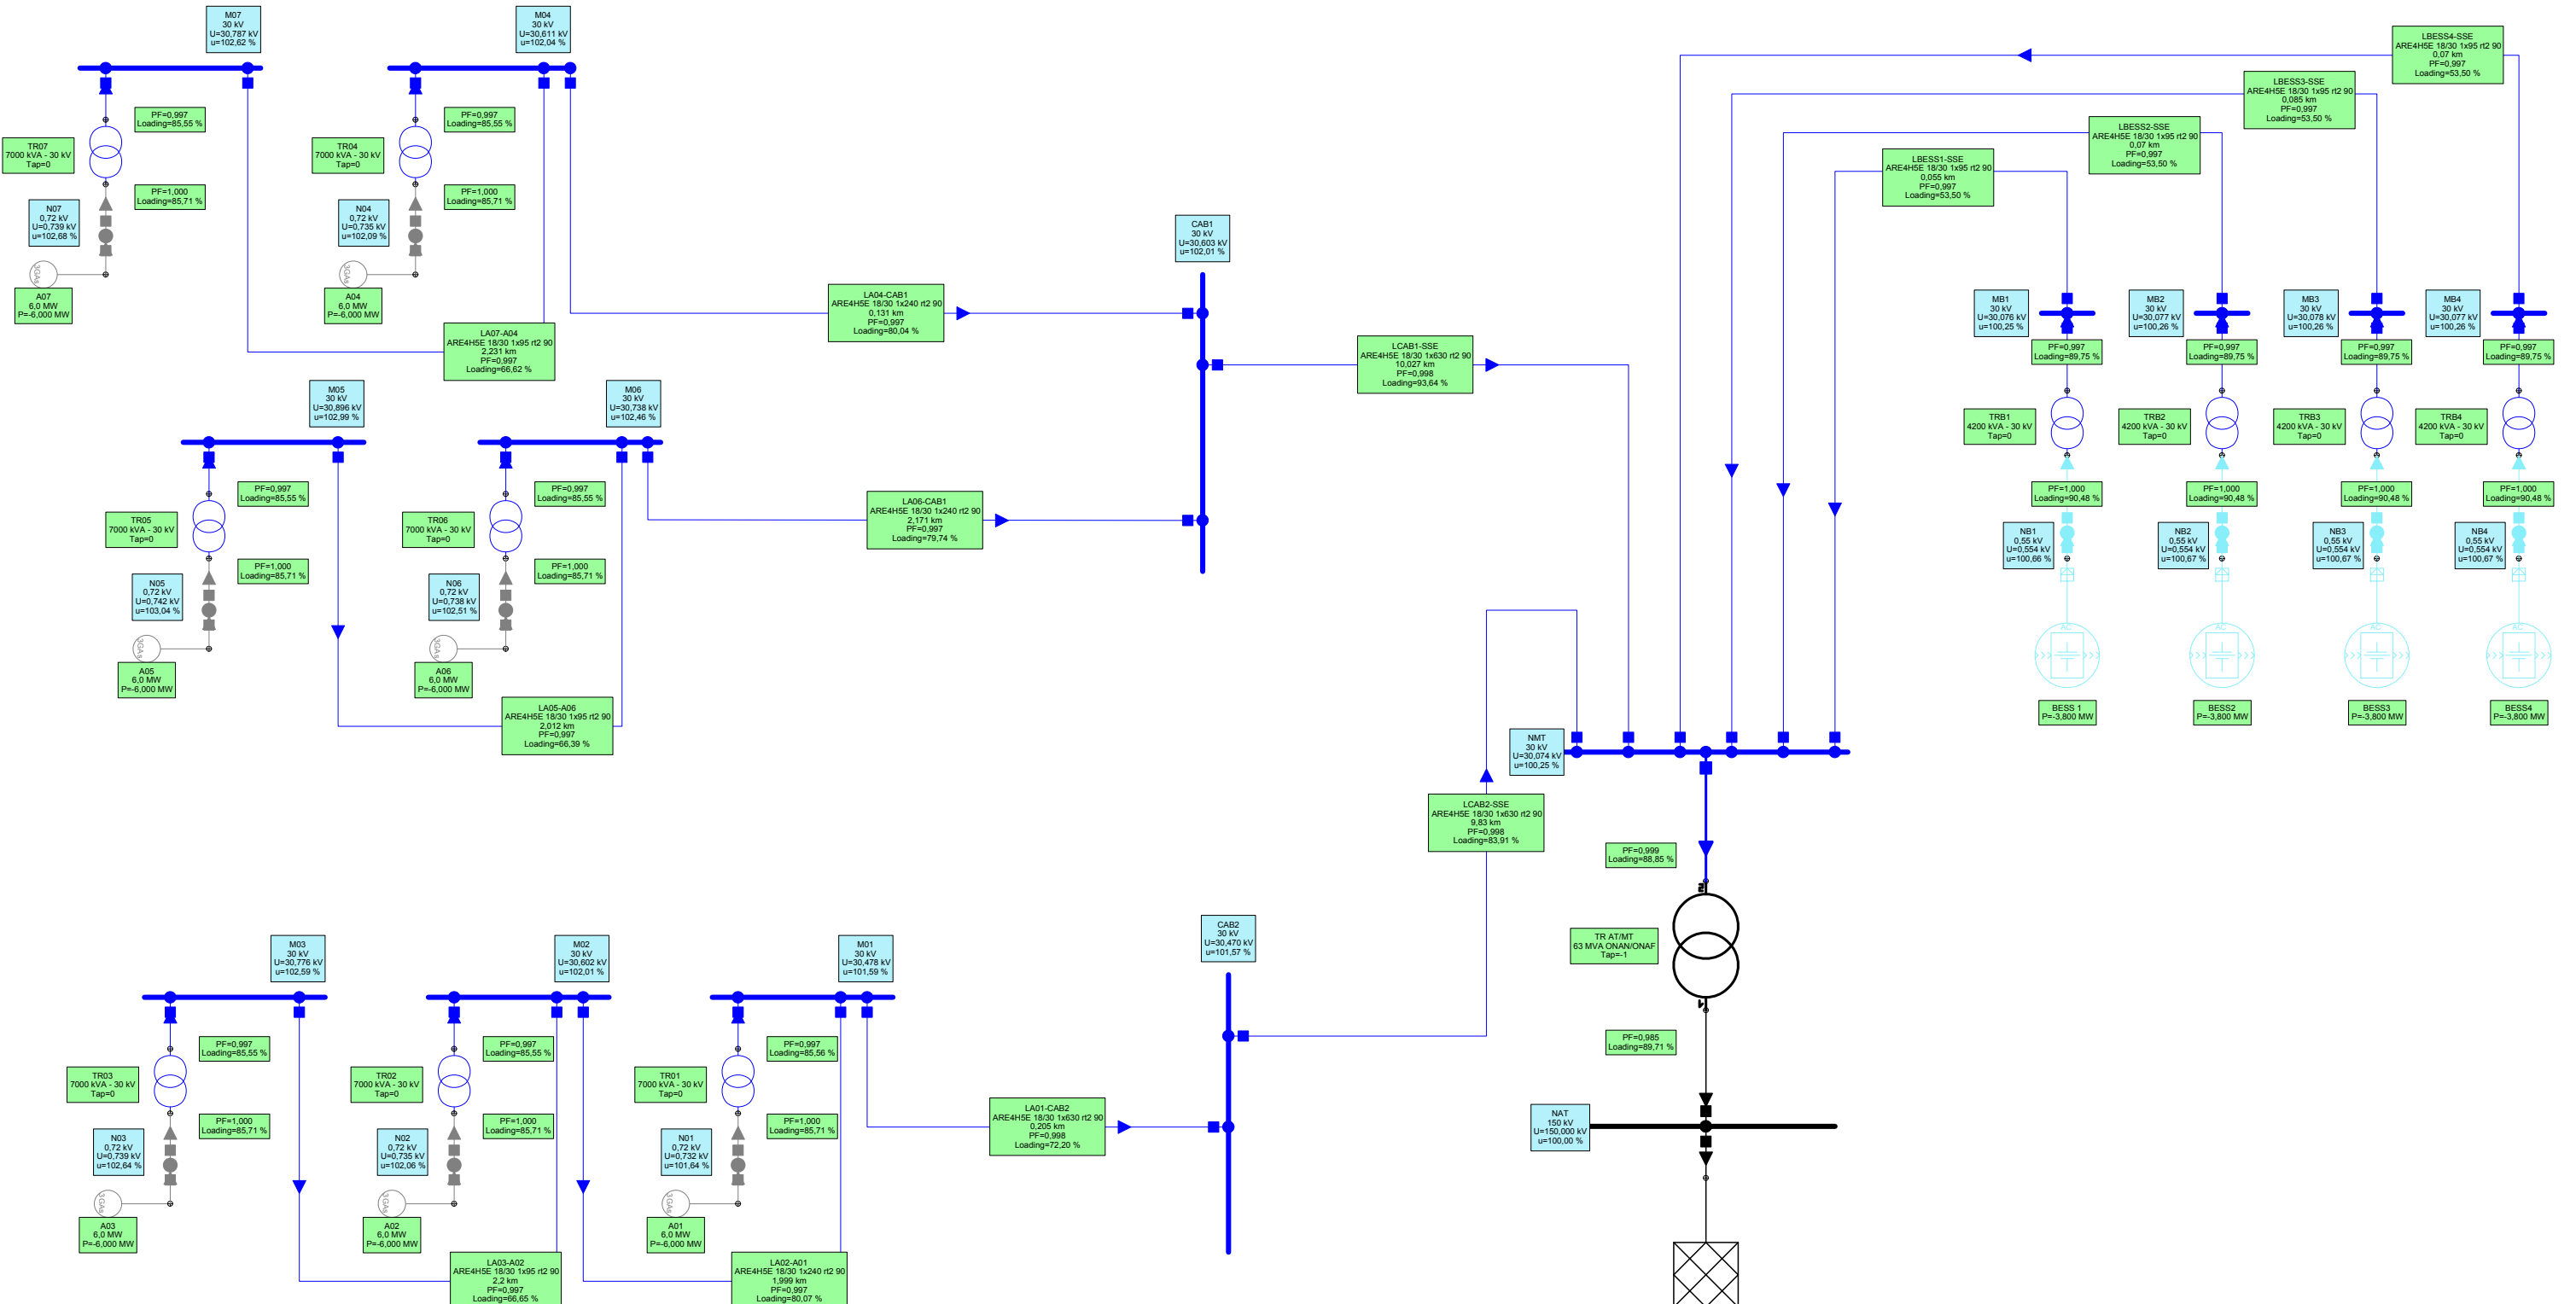 M07
30 kV
U=30,787 kV
u=102,62 %
M04
30 kV
U=30,611 kV
u=102,04 %
PF=0,997
Loading=85,55 %
TR07
7000 kVA - 30 kV
Tap=0
PF=1,000
Loading=85,71 %
N07
0,72 kV
U=0,739 kV
u=102,68 %
3GAs
A07
6,0 MW
P=-6,000 MW
PF=0,997
Loading=85,55 %
TR04
7000 kVA - 30 kV
Tap=0
PF=1,000
Loading=85,71 %
N04
0,72 kV
U=0,735 kV
u=102,09 %
3GAs
A04
6,0 MW
P=-6,000 MW
LA07-A04
ARE4H5E 18/30 1x95 rt2 90
2,231 km
PF=0,997
Loading=66,62 %
LA04-CAB1
ARE4H5E 18/30 1x240 rt2 90
0,131 km
PF=0,997
Loading=80,04 %
CAB1
30 kV
U=30,603 kV
u=102,01 %
LCAB1-SSE
ARE4H5E 18/30 1x630 rt2 90
10,027 km
PF=0,998
Loading=93,64 %
LBESS4-SSE
ARE4H5E 18/30 1x95 rt2 90
0,07 km
PF=0,997
Loading=53,50 %
LBESS3-SSE
ARE4H5E 18/30 1x95 rt2 90
0,085 km
PF=0,997
Loading=53,50 %
LBESS2-SSE
ARE4H5E 18/30 1x95 rt2 90
0,07 km
PF=0,997
Loading=53,50 %
LBESS1-SSE
ARE4H5E 18/30 1x95 rt2 90
0,055 km
PF=0,997
Loading=53,50 %
MB1
30 kV
U=30,076 kV
u=100,25 %
MB2
30 kV
U=30,077 kV
u=100,26 %
MB3
30 kV
U=30,078 kV
u=100,26 %
MB4
30 kV
U=30,077 kV
u=100,26 %
PF=0,997
Loading=89,75 %
PF=0,997
Loading=89,75 %
PF=0,997
Loading=89,75 %
PF=0,997
Loading=89,75 %
TRB1
4200 kVA - 30 kV
Tap=0
TRB2
4200 kVA - 30 kV
Tap=0
TRB3
4200 kVA - 30 kV
Tap=0
TRB4
4200 kVA - 30 kV
Tap=0
PF=1,000
Loading=90,48 %
PF=1,000
Loading=90,48 %
PF=1,000
Loading=90,48 %
PF=1,000
Loading=90,48 %
NB1
0,55 kV
U=0,554 kV
u=100,66 %
NB2
0,55 kV
U=0,554 kV
u=100,67 %
NB3
0,55 kV
U=0,554 kV
u=100,67 %
NB4
0,55 kV
U=0,554 kV
u=100,67 %
AC
AC
AC
AC
BESS 1
P=-3,800 MW
BESS2
P=-3,800 MW
BESS3
P=-3,800 MW
BESS4
P=-3,800 MW
M05
30 kV
U=30,896 kV
u=102,99 %
M06
30 kV
U=30,738 kV
u=102,46 %
PF=0,997
Loading=85,55 %
TR05
7000 kVA - 30 kV
Tap=0
PF=1,000
Loading=85,71 %
N05
0,72 kV
U=0,742 kV
u=103,04 %
3GAs
A05
6,0 MW
P=-6,000 MW
PF=0,997
Loading=85,55 %
TR06
7000 kVA - 30 kV
Tap=0
PF=1,000
Loading=85,71 %
N06
0,72 kV
U=0,738 kV
u=102,51 %
3GAs
A06
6,0 MW
P=-6,000 MW
LA05-A06
ARE4H5E 18/30 1x95 rt2 90
2,012 km
PF=0,997
Loading=66,39 %
LA06-CAB1
ARE4H5E 18/30 1x240 rt2 90
2,171 km
PF=0,997
Loading=79,74 %
NMT
30 kV
U=30,074 kV
u=100,25 %
LCAB2-SSE
ARE4H5E 18/30 1x630 rt2 90
9,83 km
PF=0,998
Loading=83,91 %
PF=0,999
Loading=88,85 %
2
TR AT/MT
63 MVA ONAN/ONAF
Tap=-1
1
PF=0,985
Loading=89,71 %
NAT
150 kV
U=150,000 kV
u=100,00 %
M03
30 kV
U=30,776 kV
u=102,59 %
M02
30 kV
U=30,602 kV
u=102,01 %
M01
30 kV
U=30,478 kV
u=101,59 %
CAB2
30 kV
U=30,470 kV
u=101,57 %
PF=0,997
Loading=85,55 %
TR03
7000 kVA - 30 kV
Tap=0
PF=1,000
Loading=85,71 %
N03
0,72 kV
U=0,739 kV
u=102,64 %
3GAs
A03
6,0 MW
P=-6,000 MW
PF=0,997
Loading=85,55 %
TR02
7000 kVA - 30 kV
Tap=0
PF=1,000
Loading=85,71 %
N02
0,72 kV
U=0,735 kV
u=102,06 %
3GAs
A02
6,0 MW
P=-6,000 MW
PF=0,997
Loading=85,56 %
TR01
7000 kVA - 30 kV
Tap=0
PF=1,000
Loading=85,71 %
N01
0,72 kV
U=0,732 kV
u=101,64 %
3GAs
A01
6,0 MW
P=-6,000 MW
LA01-CAB2
ARE4H5E 18/30 1x630 rt2 90
0,205 km
PF=0,998
Loading=72,20 %
LA03-A02
ARE4H5E 18/30 1x95 rt2 90
2,2 km
PF=0,997
Loading=66,65 %
LA02-A01
ARE4H5E 18/30 1x240 rt2 90
1,999 km
PF=0,997
Loading=80,07 %